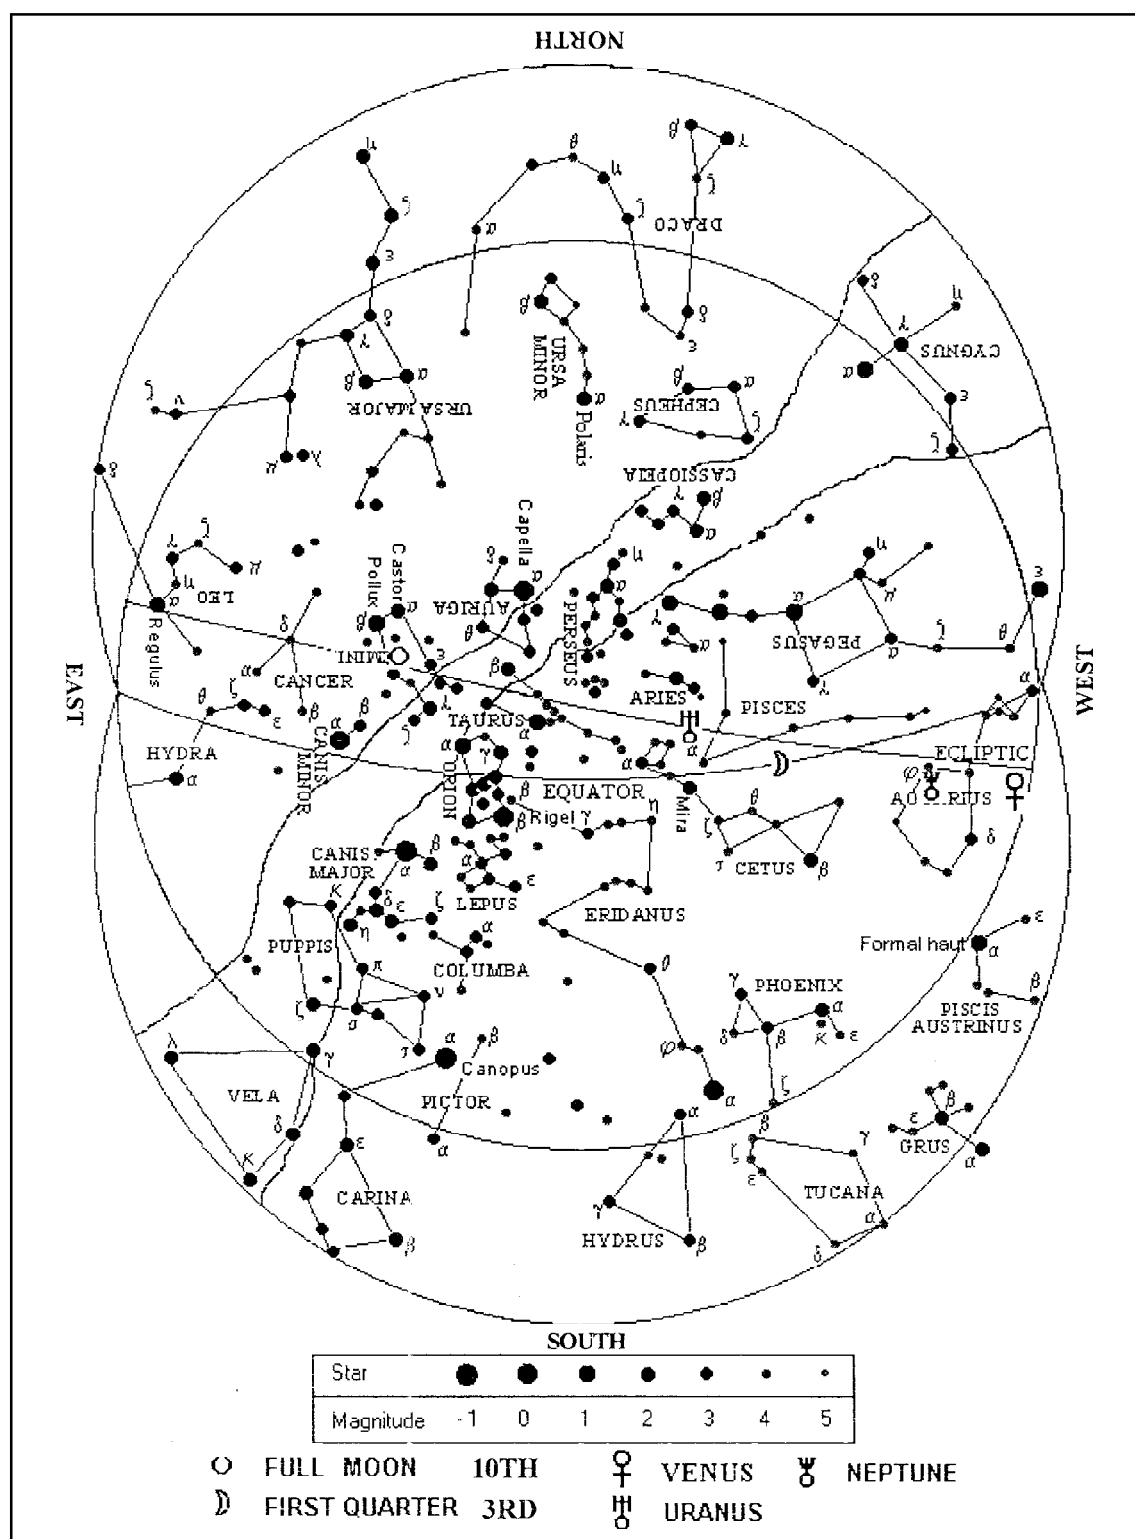 NORTH
DRACO
CYGNUS
URSA MINOR
Polaris
CEPHEUS
URSA MAJOR
CASSIOPEIA
Capella
Castor
Pollux
AURIGA
PERSEUS
PEGASUS
LEO
Regulus
EAST
WEST
MINI
CANCER
ARIES
PISCES
TAURUS
HYDRA
CANIS MINOR
ORION
ECLIPTIC
EQUATOR
Mira
Rigel
CETUS
CANIS
MAJOR
LEPUS
ERIDANUS
PUPPIS
COLUMBA
Formal haut
PHOENIX
PISCIS
AUSTRINUS
Canopus
VELA
PICTOR
GRUS
CARINA
TUCANA
HYDRUS
SOUTH
Star
Magnitude -1 0 1 2 3 4 5
FULL MOON 10TH ♀ VENUS ♆ NEPTUNE
FIRST QUARTER 3RD ♅ URANUS